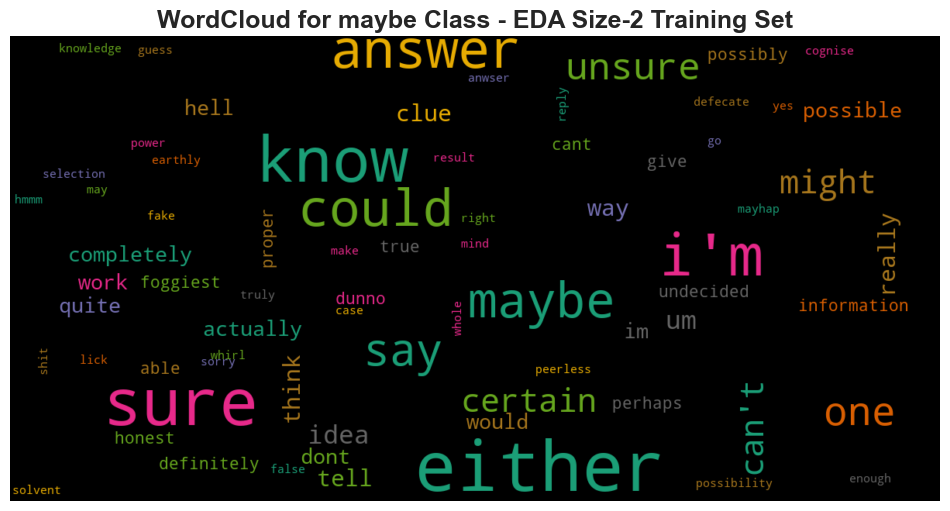 WordCloud for maybe Class - EDA Size-2 Training Set
knowledge
guess
answer
anwser
unsure
possibly
cognise
hell
clue
reply
defecate
yes
possible
power
earthly
know
result
cant
give
go
selection
may
hmmm
fake
could
right
way
might
mayhap
proper
true
make
mind
completely
work
foggiest
quite
truly
dunno
case
whole
maybe
i'm
undecided
um
im
really
information
actually
whirl
sorry
say
shit
lick
able
think
peerless
sure
certain
would
perhaps
can't
one
honest
idea
definitely
false
dont
tell
either
possibility
enough
solvent